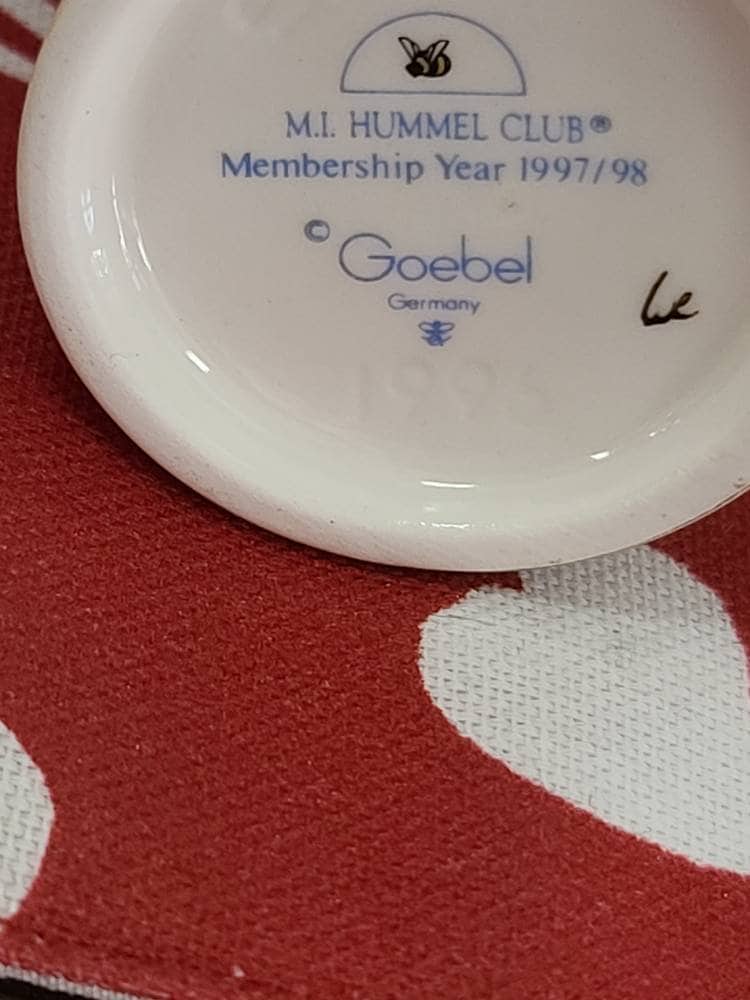 M.I. HUMMEL CLUB®
Membership Year 1997/98
© Goebel
Germany